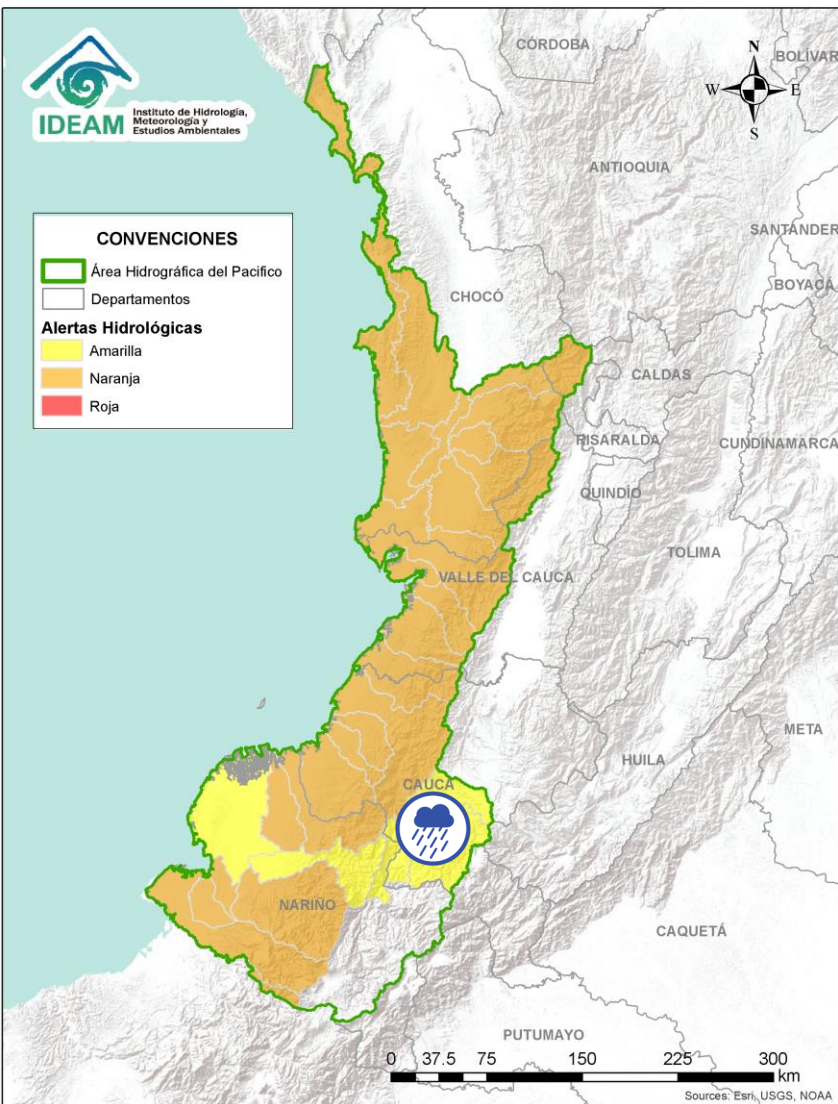 IDEAM
Instituto de Hidrología,
Meteorología y
Estudios Ambientales
CÓRDOBA
BOLÍVAR
N
W
E
S
ANTIOQUIA
SANTANDER
BOYACÁ
CONVENCIONES
Área Hidrográfica del Pacifico
Departamentos
Alertas Hidrológicas
Amarilla
Naranja
Roja
CHOCÓ
CALDAS
RISARALDA
CUNDINAMARCA
QUINDÍO
TOLIMA
VALLE DEL CAUCA
META
HUILA
CAUCA
NARIÑO
CAQUETÁ
PUTUMAYO
0 37.5 75 150 225 300
km
Sources: Esri, USGS, NOAA